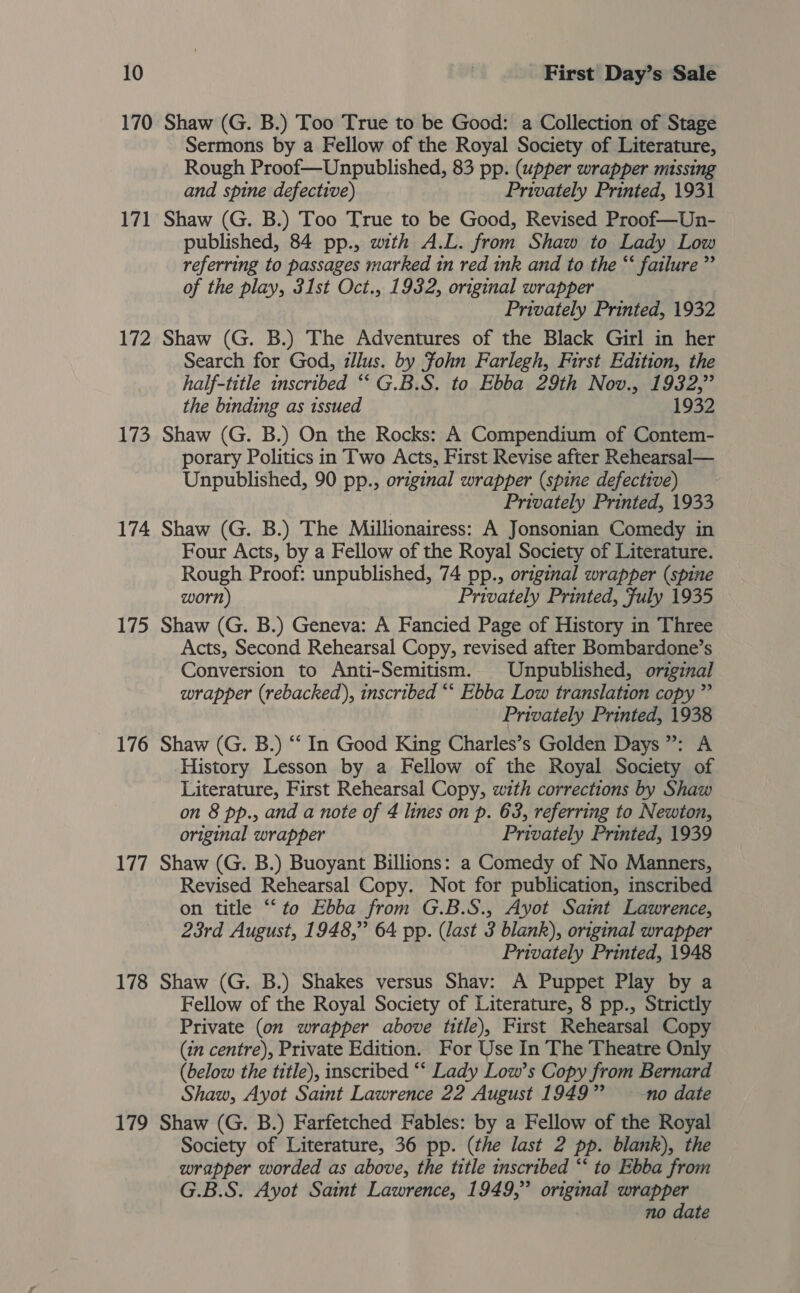 10 First Day’s Sale
170 Shaw (G. B.) Too True to be Good: a Collection of Stage
Sermons by a Fellow of the Royal Society of Literature,
Rough Proof—Unpublished, 83 pp. (upper wrapper missing
and spine defective) Privately Printed, 1931
171 Shaw (G. B.) Too True to be Good, Revised Proof—Un-
published, 84 pp., with A.L. from Shaw to Lady Low
referring to passages marked in red ink and to the “ failure ”
of the play, 31st Oct., 1932, original wrapper
Privately Printed, 1932
172 Shaw (G. B.) The Adventures of the Black Girl in her
Search for God, illus. by John Farlegh, First Edition, the
half-title inscribed “ G.B.S. to Ebba 29th Nov., 1932,”
the binding as issued 1932
173 Shaw (G. B.) On the Rocks: A Compendium of Contem-
porary Politics in Two Acts, First Revise after Rehearsal—
Unpublished, 90 pp., original wrapper (spine defective)
Privately Printed, 1933
174 Shaw (G. B.) The Millionairess: A Jonsonian Comedy in
Four Acts, by a Fellow of the Royal Society of Literature.
Rough Proof: unpublished, 74 pp., original wrapper (spine
worn) Privately Printed, July 1935
175 Shaw (G. B.) Geneva: A Fancied Page of History in Three
Acts, Second Rehearsal Copy, revised after Bombardone’s
Conversion to Anti-Semitism. Unpublished, original
wrapper (rebacked), inscribed “ Ebba Low translation copy ”
Privately Printed, 1938
176 Shaw (G. B.) “ In Good King Charles’s Golden Days ”: A
History Lesson by a Fellow of the Royal Society of
Literature, First Rehearsal Copy, with corrections by Shaw
on 8 pp., and a note of 4 lines on p. 63, referring to Newton,
original wrapper Privately Printed, 1939
177 Shaw (G. B.) Buoyant Billions: a Comedy of No Manners,
Revised Rehearsal Copy. Not for publication, inscribed
on title “ to Ebba from G.B.S., Ayot Saint Lawrence,
23rd August, 1948,” 64 pp. (last 3 blank), original wrapper
Privately Printed, 1948
178 Shaw (G. B.) Shakes versus Shav: A Puppet Play by a
Fellow of the Royal Society of Literature, 8 pp., Strictly
Private (on wrapper above title), First Rehearsal Copy
(in centre), Private Edition. For Use In The Theatre Only
(below the title), inscribed “ Lady Low’s Copy from Bernard
Shaw, Ayot Saint Lawrence 22 August 1949 ” no date
179 Shaw (G. B.) Farfetched Fables: by a Fellow of the Royal
Society of Literature, 36 pp. (the last 2 pp. blank), the
wrapper worded as above, the title inscribed “ to Ebba from
G.B.S. Ayot Saint Lawrence, 1949,” original wrapper
no date